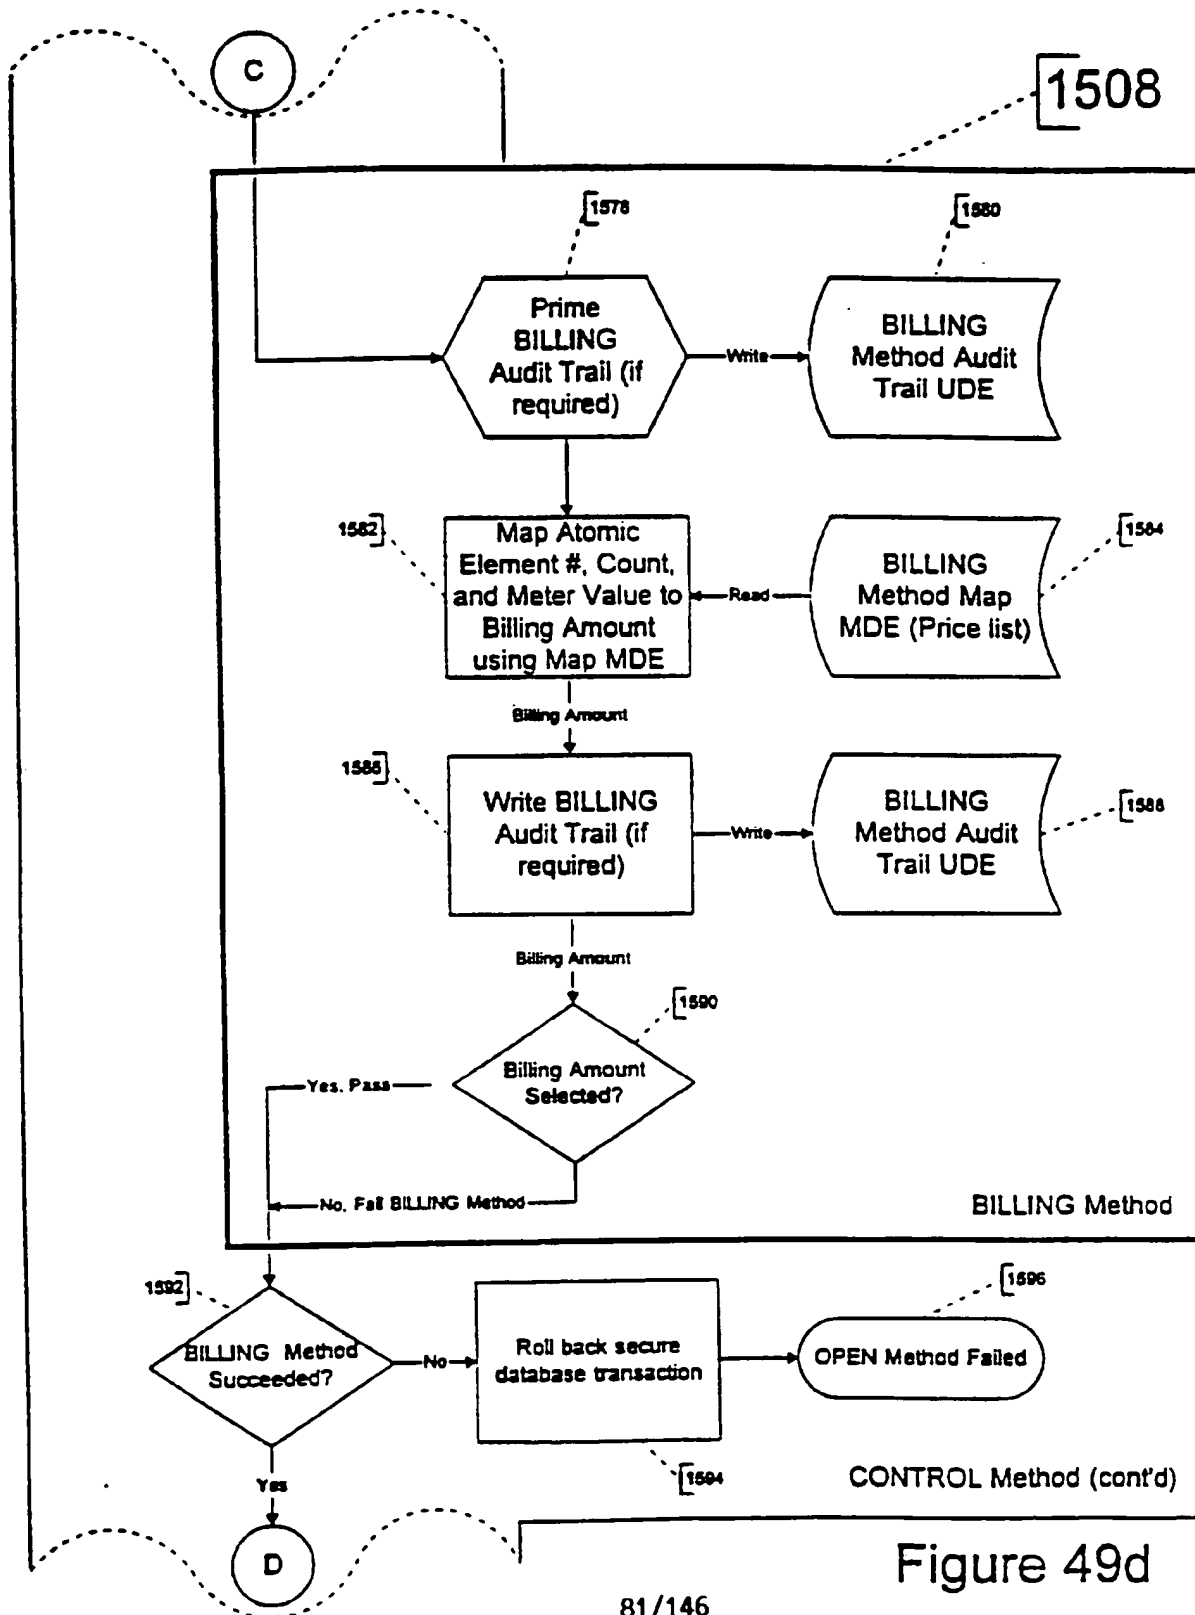 C
1508
1578
1580
Prime
BILLING
Audit Trail (if
required)
Write
BILLING
Method Audit
Trail UDE
1582
Map Atomic
Element #, Count,
and Meter Value to
Billing Amount
using Map MDE
Read
BILLING
Method Map
MDE (Price list)
1584
Billing Amount
1586
Write BILLING
Audit Trail (if
required)
Write
BILLING
Method Audit
Trail UDE
1588
Billing Amount
1590
Billing Amount
Selected?
Yes, Pass
No, Fail BILLING Method
BILLING Method
1592
BILLING Method
Succeeded?
No
Roll back secure
database transaction
1596
OPEN Method Failed
1594
Yes
CONTROL Method (cont'd)
D
Figure 49d
81/146